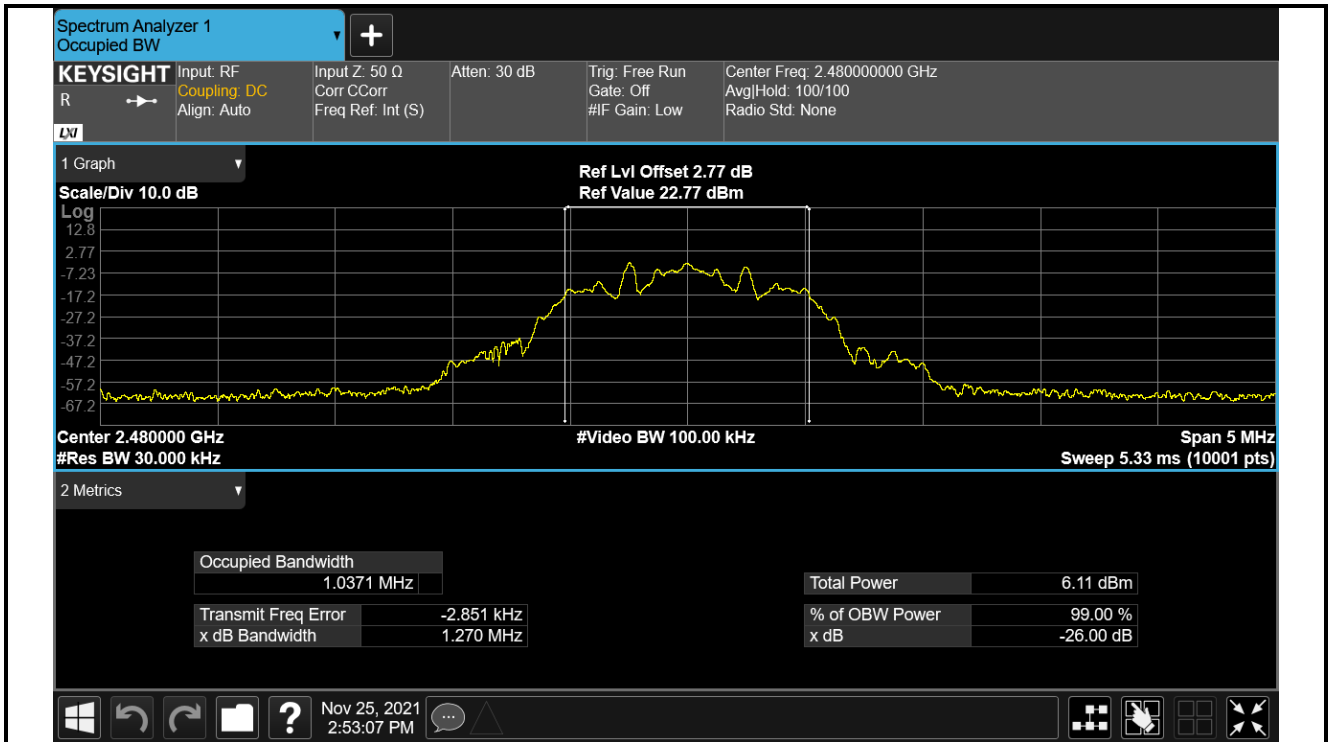 Spectrum Analyzer 1
Occupied BW
+
KEYSIGHT
R
LXI
Input: RF
Coupling: DC
Align: Auto
Input Z: 50 Ω
Corr CCorr
Freq Ref: Int (S)
Atten: 30 dB
Trig: Free Run
Gate: Off
#IF Gain: Low
Center Freq: 2.480000000 GHz
Avg|Hold: 100/100
Radio Std: None
1 Graph
Scale/Div 10.0 dB
Ref Lvl Offset 2.77 dB
Ref Value 22.77 dBm
Log
12.8
2.77
-7.23
-17.2
-27.2
-37.2
-47.2
-57.2
-67.2
Center 2.480000 GHz
#Video BW 100.00 kHz
Span 5 MHz
#Res BW 30.000 kHz
Sweep 5.33 ms (10001 pts)
2 Metrics
Occupied Bandwidth
1.0371 MHz
Total Power 6.11 dBm
Transmit Freq Error -2.851 kHz
% of OBW Power 99.00 %
x dB Bandwidth 1.270 MHz
x dB -26.00 dB
?
Nov 25, 2021
2:53:07 PM